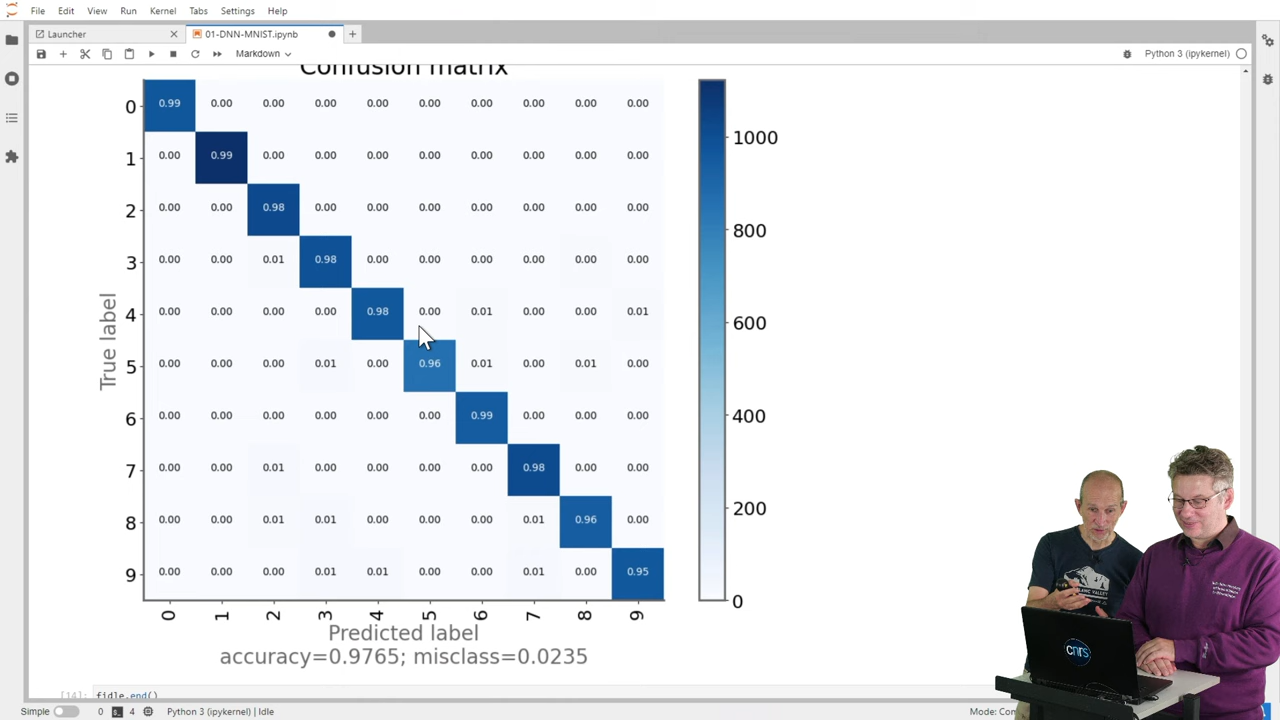 File Edit View Run Kernel Tabs Settings Help
Launcher
01-DNN-MNIST.ipynb
Markdown
Python 3 (ipykernel)
Confusion matrix
0 0.99 0.00 0.00 0.00 0.00 0.00 0.00 0.00 0.00 0.00
1 0.00 0.99 0.00 0.00 0.00 0.00 0.00 0.00 0.00 0.00
2 0.00 0.00 0.98 0.00 0.00 0.00 0.00 0.00 0.00 0.00
3 0.00 0.00 0.01 0.98 0.00 0.00 0.00 0.00 0.00 0.00
4 0.00 0.00 0.00 0.00 0.98 0.00 0.01 0.00 0.00 0.01
5 0.00 0.00 0.00 0.01 0.00 0.96 0.01 0.00 0.01 0.00
6 0.00 0.00 0.00 0.00 0.00 0.00 0.99 0.00 0.00 0.00
7 0.00 0.00 0.01 0.00 0.00 0.00 0.00 0.98 0.00 0.00
8 0.00 0.00 0.01 0.01 0.00 0.00 0.00 0.01 0.96 0.00
9 0.00 0.00 0.00 0.01 0.01 0.00 0.00 0.01 0.00 0.95
True label
0 1 2 3 4 5 6 7 8 9
Predicted label
accuracy=0.9765; misclass=0.0235
1000
800
600
400
200
0
[14]: fidle.end()
cnrs
Simple 0 4 Python 3 (ipykernel) | Idle
Mode: Com